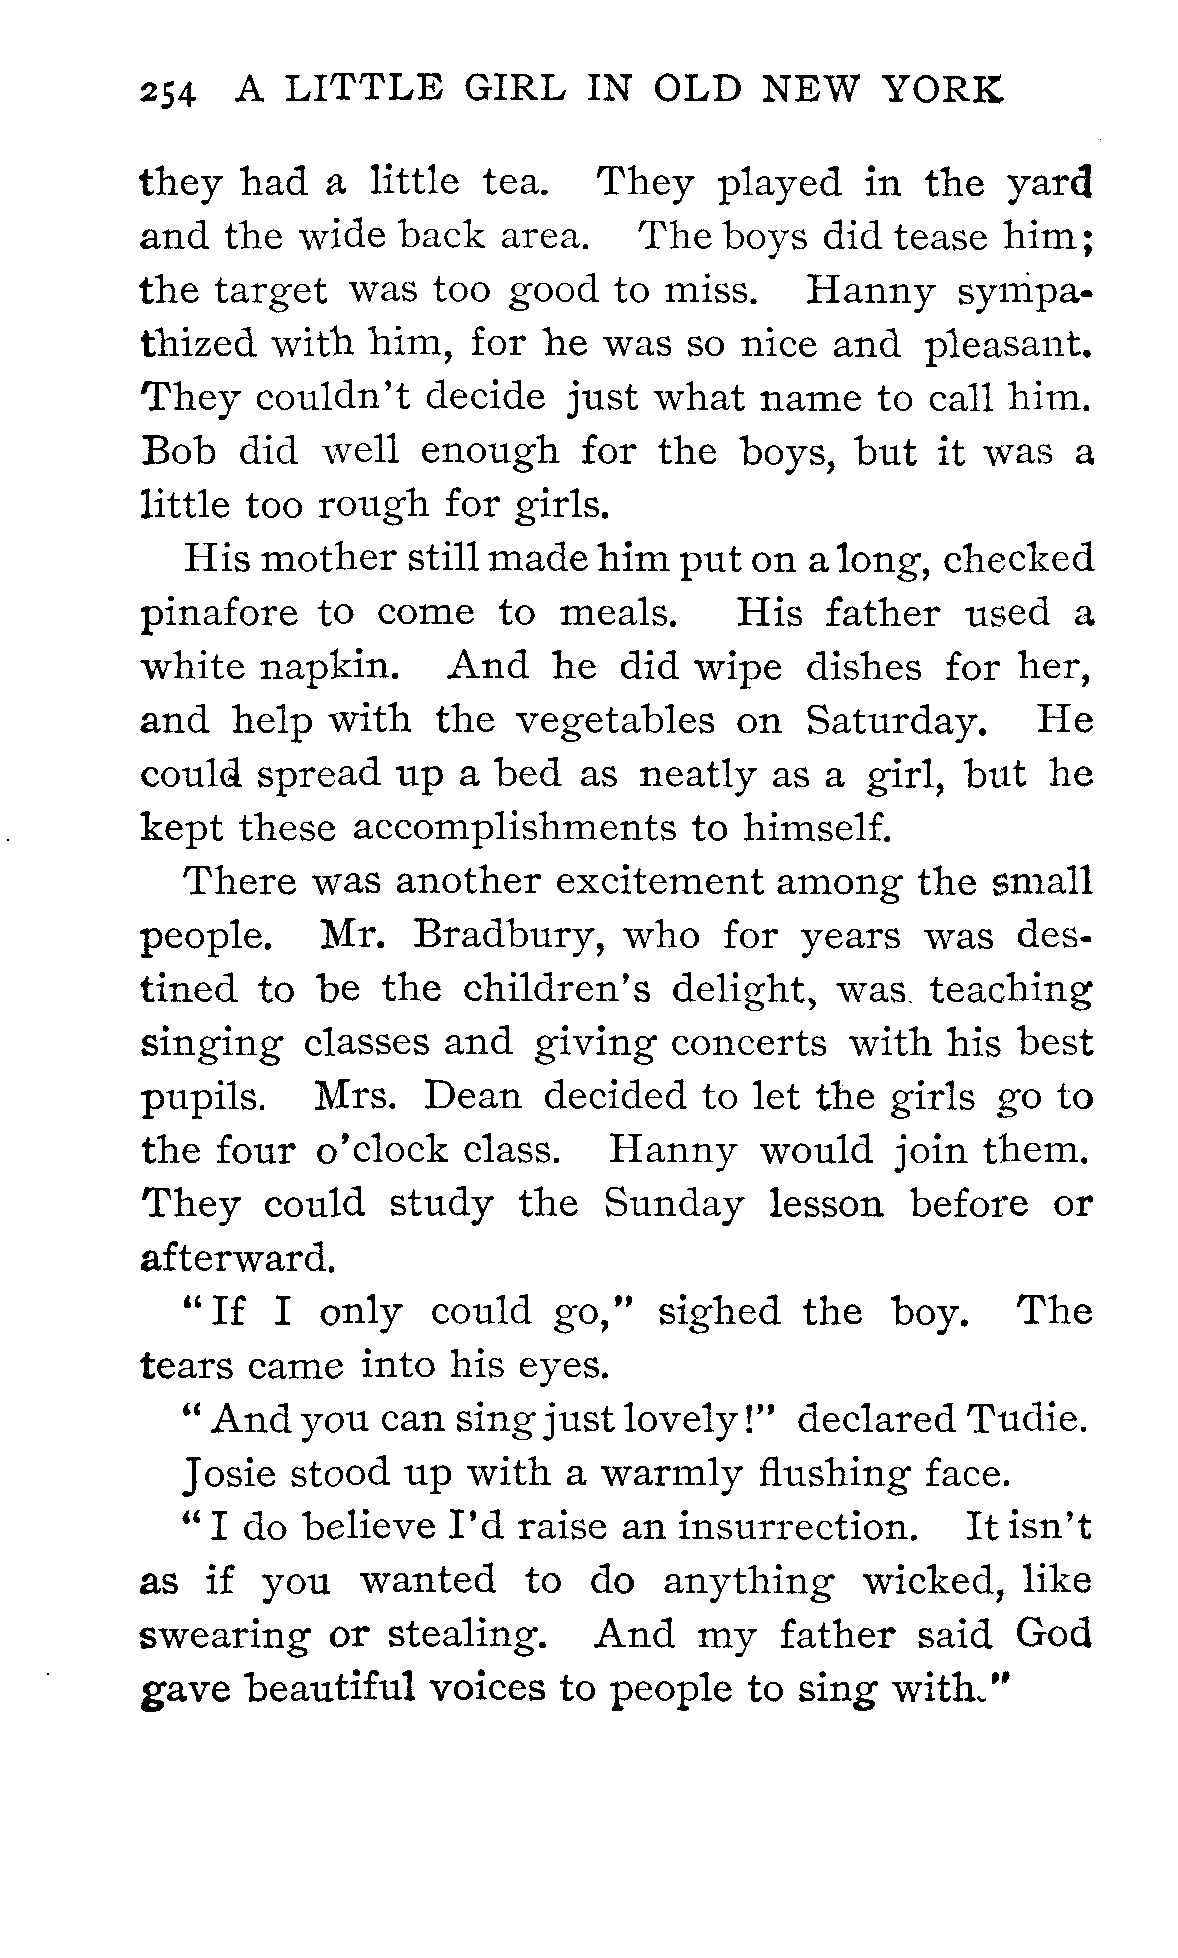 254 A LITTLE GIRL IN OLD NEW YORK
they had a little tea. They played in the yard
and the wide back area. The boys did tease him;
the target was too good to miss. Hanny sympa-
thized with him, for he was so nice and pleasant.
They couldn't decide just what name to call him.
Bob did well enough for the boys, but it was a
little too rough for girls.
His mother still made him put on a long, checked
pinafore to come to meals. His father used a
white napkin. And he did wipe dishes for her,
and help with the vegetables on Saturday. He
could spread up a bed as neatly as a girl, but he
kept these accomplishments to himself.
There was another excitement among the small
people. Mr. Bradbury, who for years was des-
tined to be the children's delight, was teaching
singing classes and giving concerts with his best
pupils. Mrs. Dean decided to let the girls go to
the four o'clock class. Hanny would join them.
They could study the Sunday lesson before or
afterward.
"If I only could go," sighed the boy. The
tears came into his eyes.
"And you can sing just lovely!" declared Tudie.
Josie stood up with a warmly flushing face.
"I do believe I'd raise an insurrection. It isn't
as if you wanted to do anything wicked, like
swearing or stealing. And my father said God
gave beautiful voices to people to sing with."